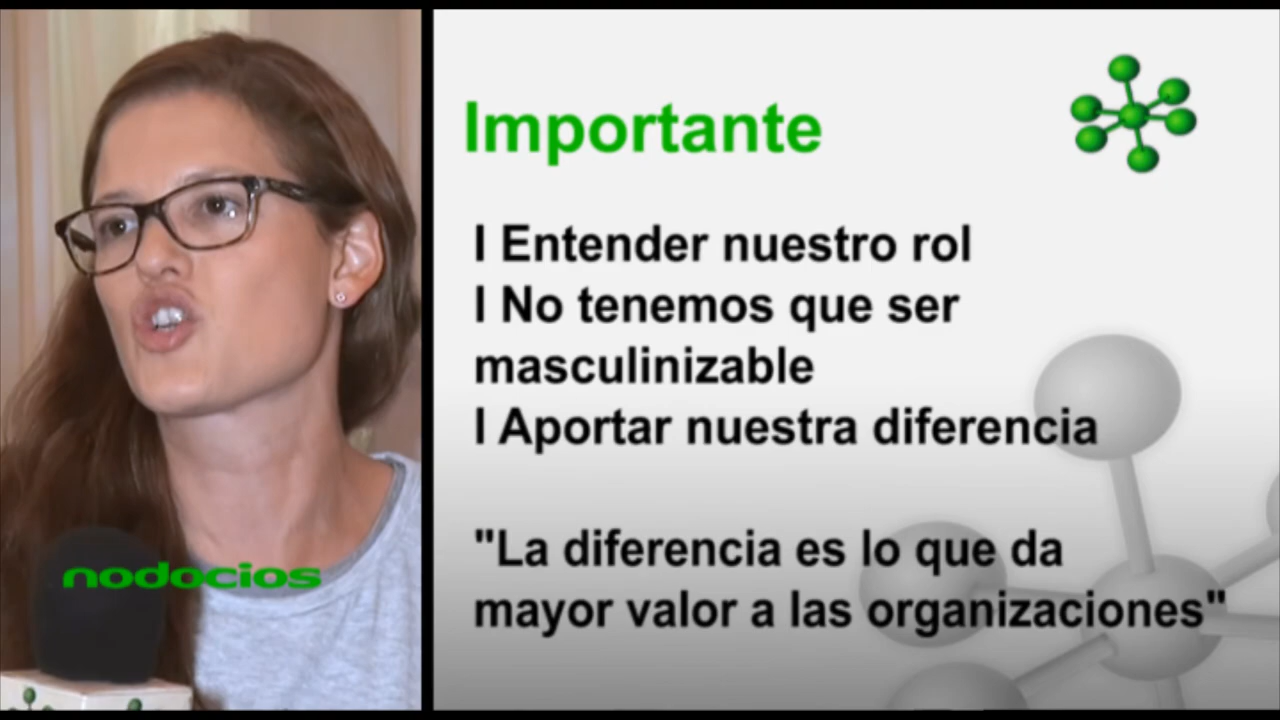 Importante
I Entender nuestro rol
I No tenemos que ser
masculinizable
I Aportar nuestra diferencia
"La diferencia es lo que da
mayor valor a las organizaciones"
nodocios